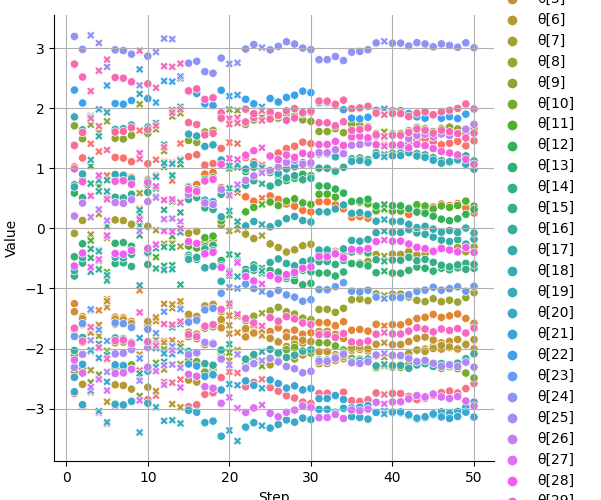 Value
3
2
1
0
−1
−2
−3
0
10
20
30
40
50
Step
θ[5]
θ[6]
θ[7]
θ[8]
θ[9]
θ[10]
θ[11]
θ[12]
θ[13]
θ[14]
θ[15]
θ[16]
θ[17]
θ[18]
θ[19]
θ[20]
θ[21]
θ[22]
θ[23]
θ[24]
θ[25]
θ[26]
θ[27]
θ[28]
θ[29]